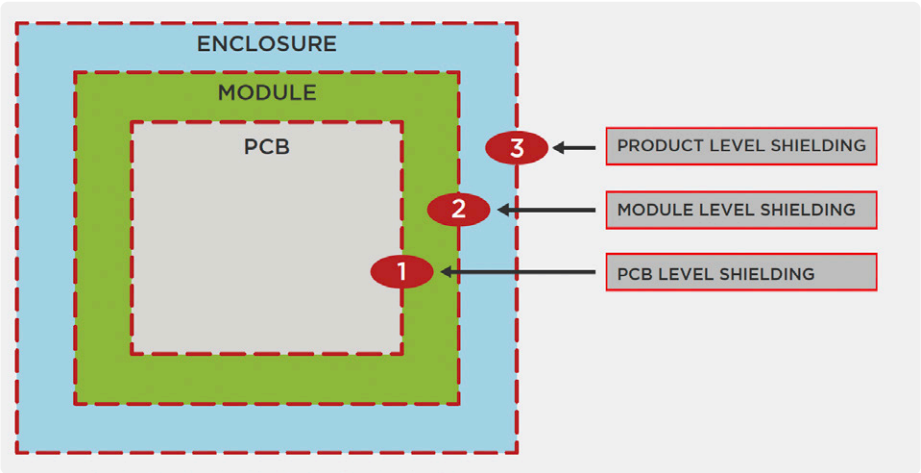 ENCLOSURE
MODULE
PCB
3
PRODUCT LEVEL SHIELDING
2
MODULE LEVEL SHIELDING
1
PCB LEVEL SHIELDING